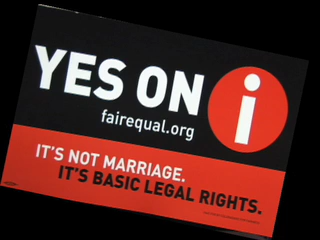 YES ON i
fairequal.org
IT'S NOT MARRIAGE.
IT'S BASIC LEGAL RIGHTS.